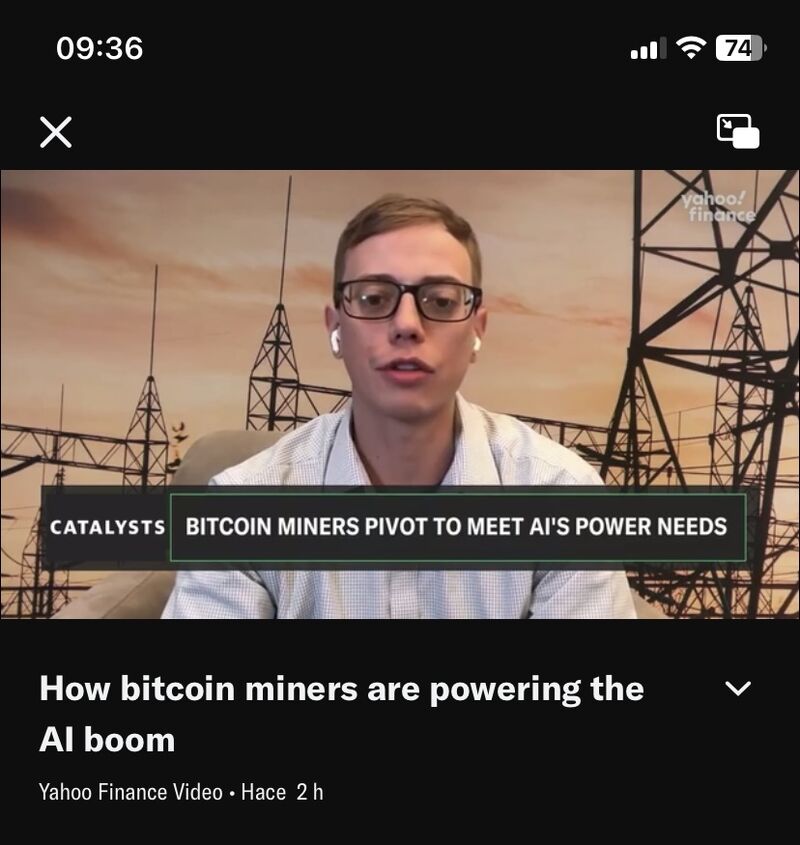 09:36
74
yahoo!
finance
CATALYSTS
BITCOIN MINERS PIVOT TO MEET AI'S POWER NEEDS
How bitcoin miners are powering the
AI boom
Yahoo Finance Video • Hace 2 h